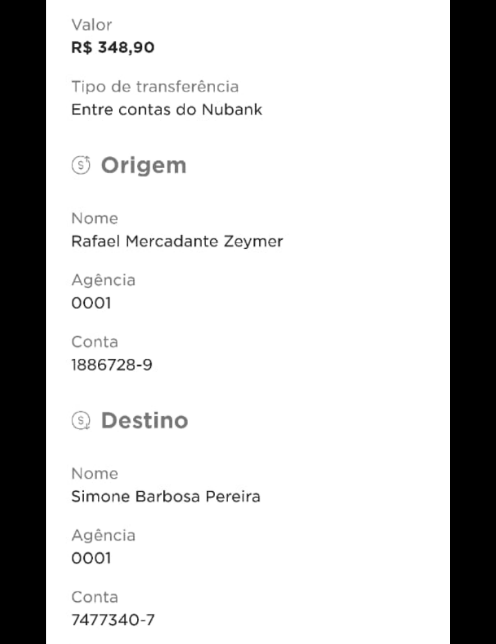 Valor
R$ 348,90
Tipo de transferência
Entre contas do Nubank
Origem
Nome
Rafael Mercadante Zeymer
Agência
0001
Conta
1886728-9
Destino
Nome
Simone Barbosa Pereira
Agência
0001
Conta
7477340-7